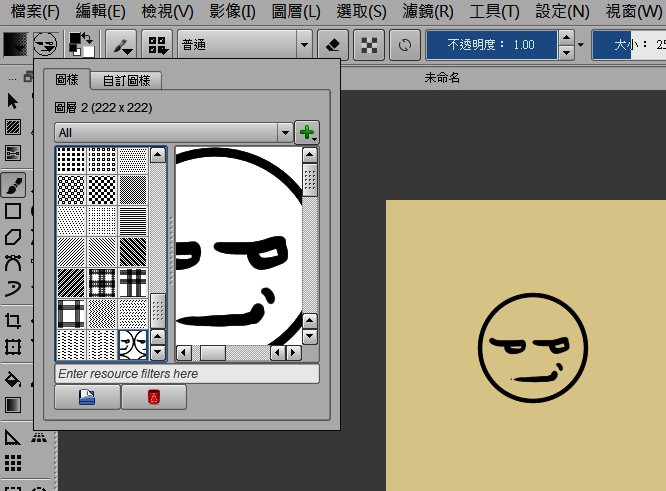 檔案(F) 編輯(E) 檢視(V) 影像(I) 圖層(L) 選取(S) 濾鏡(R) 工具(T) 設定(N) 視窗(W)
普通 不透明度： 1.00 大小： 25
... 未命名
圖樣 自訂圖樣
圖層 2 (222 x 222)
All
Enter resource filters here